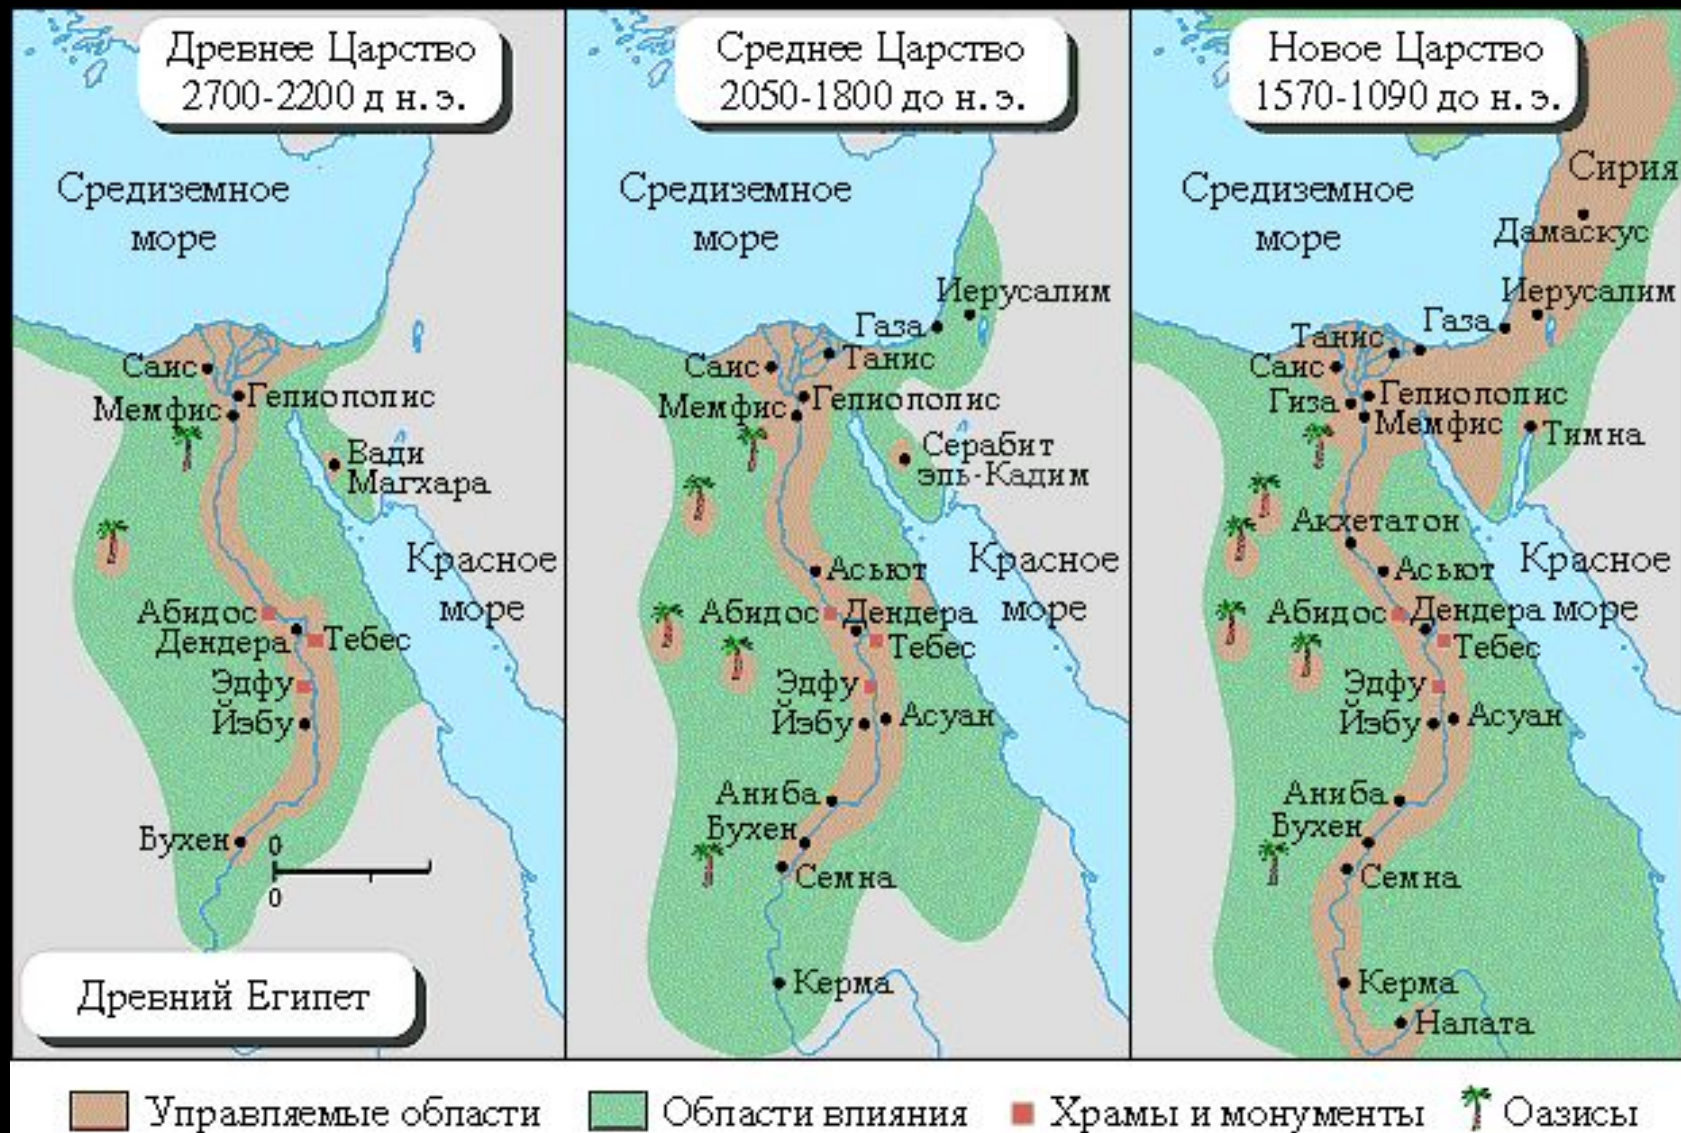 Древнее Царство
2700-2200 д н. э.
Средиземное
море
Саис
Гелиополис
Мемфис
Вади
Магхара
Красное
море
Абидос
Дендера
Тебес
Эдфу
Йэбу
Бухен
0
0
Древний Египет
Среднее Царство
2050-1800 до н. э.
Средиземное
море
Иерусалим
Газа
Танис
Саис
Гелиополис
Мемфис
Серабит
эль-Кадим
Красное
море
Асьют
Абидос
Дендера
Тебес
Эдфу
Йэбу
Асуан
Аниба
Бухен
Семна
Керма
Новое Царство
1570-1090 до н. э.
Сирия
Средиземное
море
Дамаскус
Иерусалим
Газа
Танис
Саис
Гелиополис
Гиза
Мемфис
Тимна
Акхетатон
Красное
море
Асьют
Абидос
Дендера
Тебес
Эдфу
Йэбу
Асуан
Аниба
Бухен
Семна
Керма
Напата
Управляемые области
Области влияния
Храмы и монументы
Оазисы